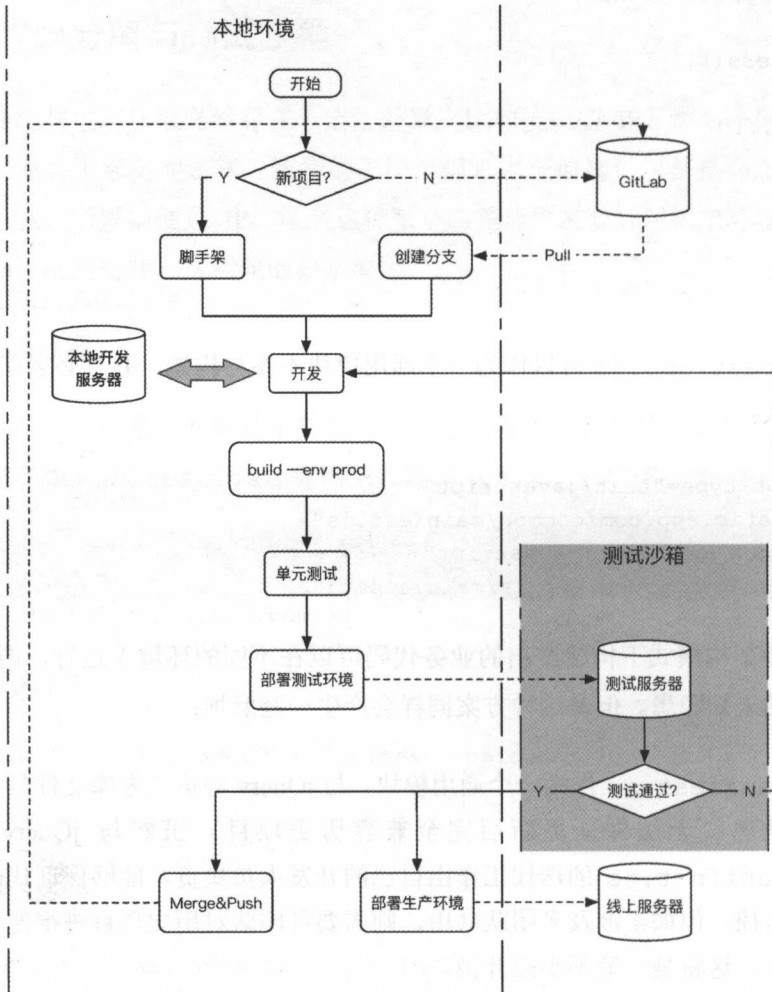 本地环境
开始
新项目?
Y
N
GitLab
脚手架
创建分支
Pull
本地开发
服务器
开发
build —env prod
单元测试
测试沙箱
部署测试环境
测试服务器
测试通过?
Y
N
Merge&Push
部署生产环境
线上服务器